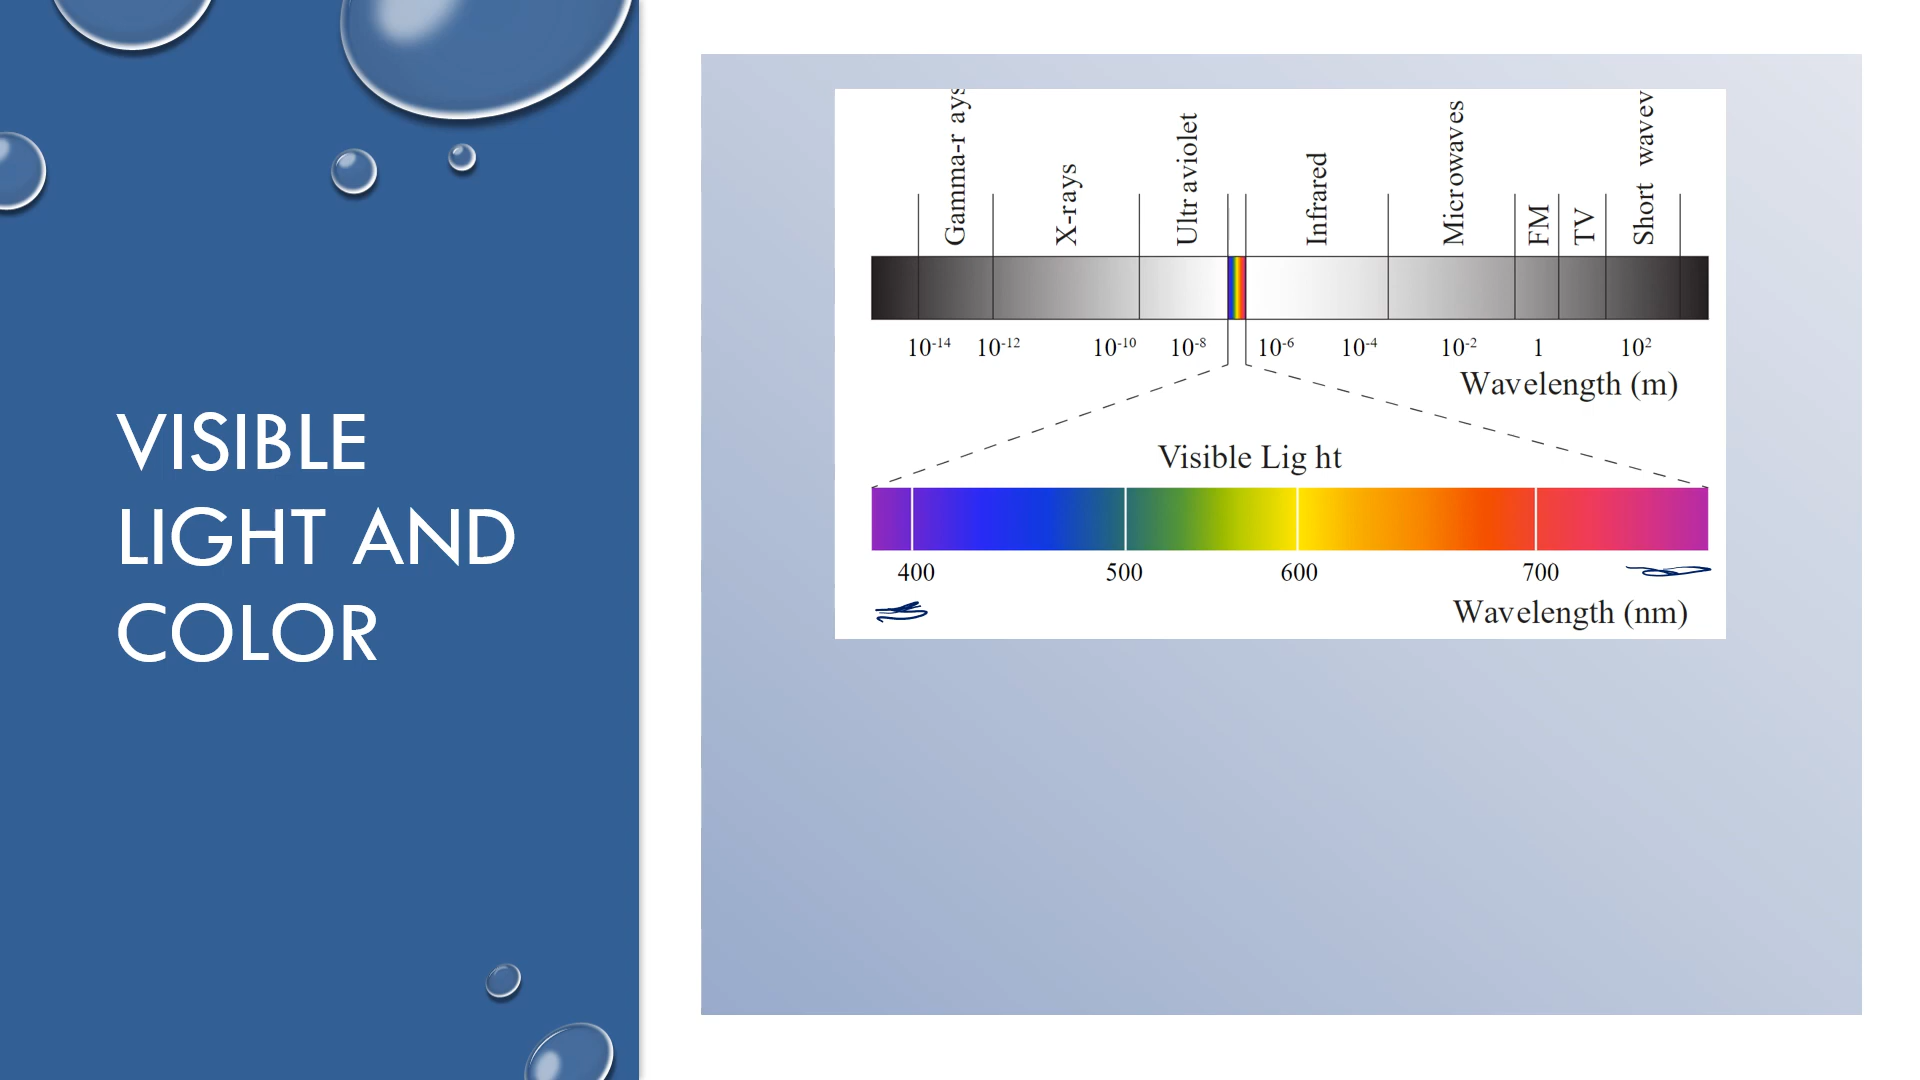 VISIBLE
LIGHT AND
COLOR
Gamma-r ays
X-rays
Ultr aviolet
Infrared
Microwaves
FM
TV
Short wavev
10⁻¹⁴ 10⁻¹² 10⁻¹⁰ 10⁻⁸ 10⁻⁶ 10⁻⁴ 10⁻² 1 10²
Wavelength (m)
Visible Lig ht
400 500 600 700
Wavelength (nm)